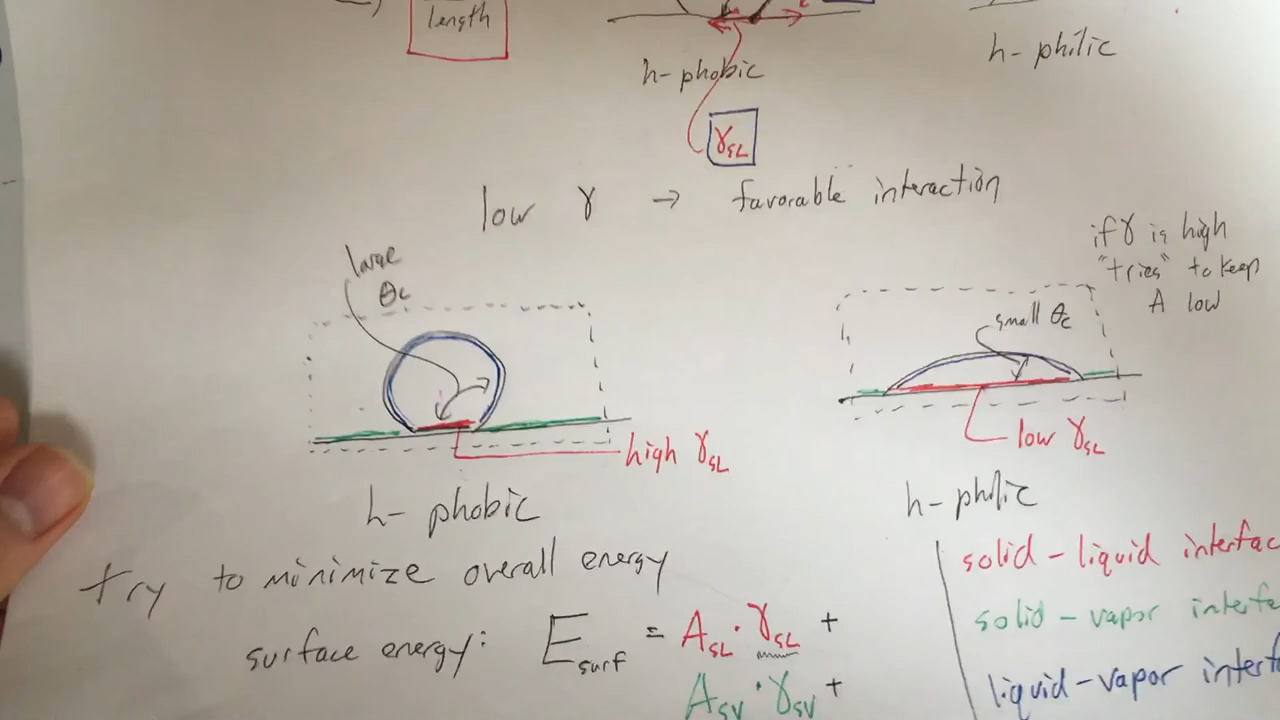 length
h-phobic
h-philic
γSL
low γ → favorable interaction
if γ is high
"tries" to keep
A low
large
θc
small θc
high γSL
low γSL
h-phobic
h-philic
try to minimize overall energy
surface energy: Esurf = ASL · γSL +
ASV · γSV +
solid-liquid interfac
solid-vapor interfa
liquid-vapor interf